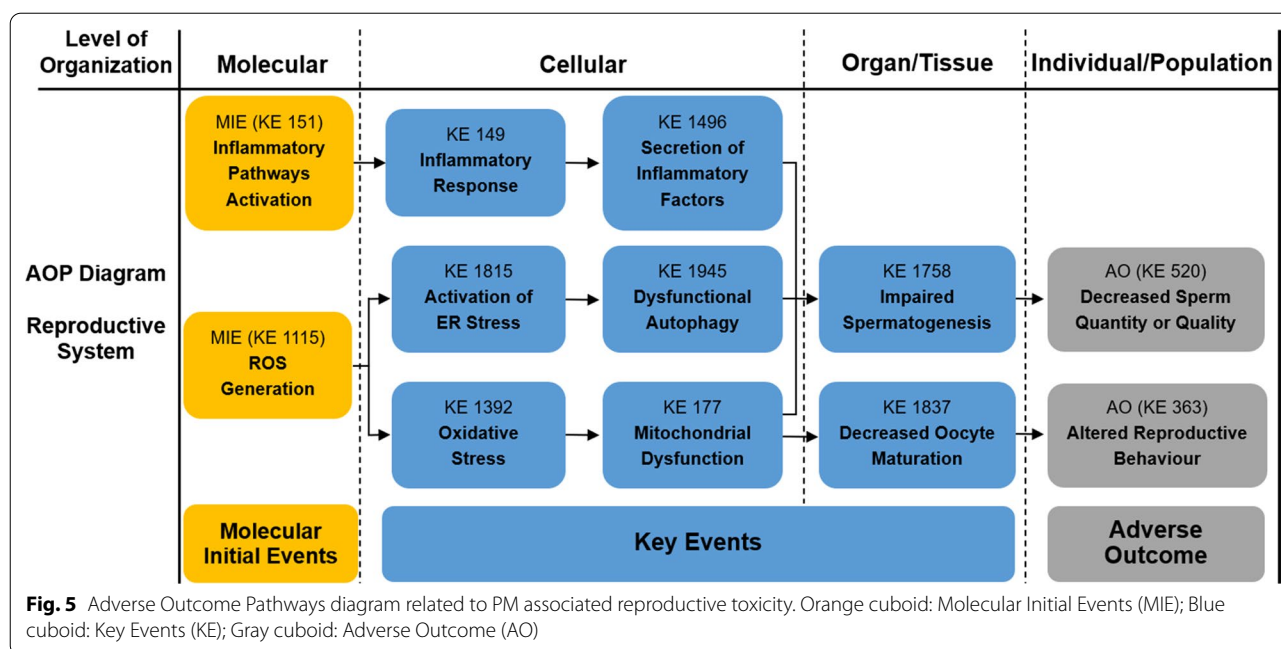 Level of
Organization
Molecular
Cellular
Organ/Tissue
Individual/Population
MIE (KE 151)
Inflammatory
Pathways
Activation
KE 149
Inflammatory
Response
KE 1496
Secretion of
Inflammatory
Factors
AOP Diagram
Reproductive
System
MIE (KE 1115)
ROS
Generation
KE 1815
Activation of
ER Stress
KE 1945
Dysfunctional
Autophagy
KE 1758
Impaired
Spermatogenesis
AO (KE 520)
Decreased Sperm
Quantity or Quality
KE 1392
Oxidative
Stress
KE 177
Mitochondrial
Dysfunction
KE 1837
Decreased Oocyte
Maturation
AO (KE 363)
Altered Reproductive
Behaviour
Molecular
Initial Events
Key Events
Adverse
Outcome
Fig. 5 Adverse Outcome Pathways diagram related to PM associated reproductive toxicity. Orange cuboid: Molecular Initial Events (MIE); Blue
cuboid: Key Events (KE); Gray cuboid: Adverse Outcome (AO)